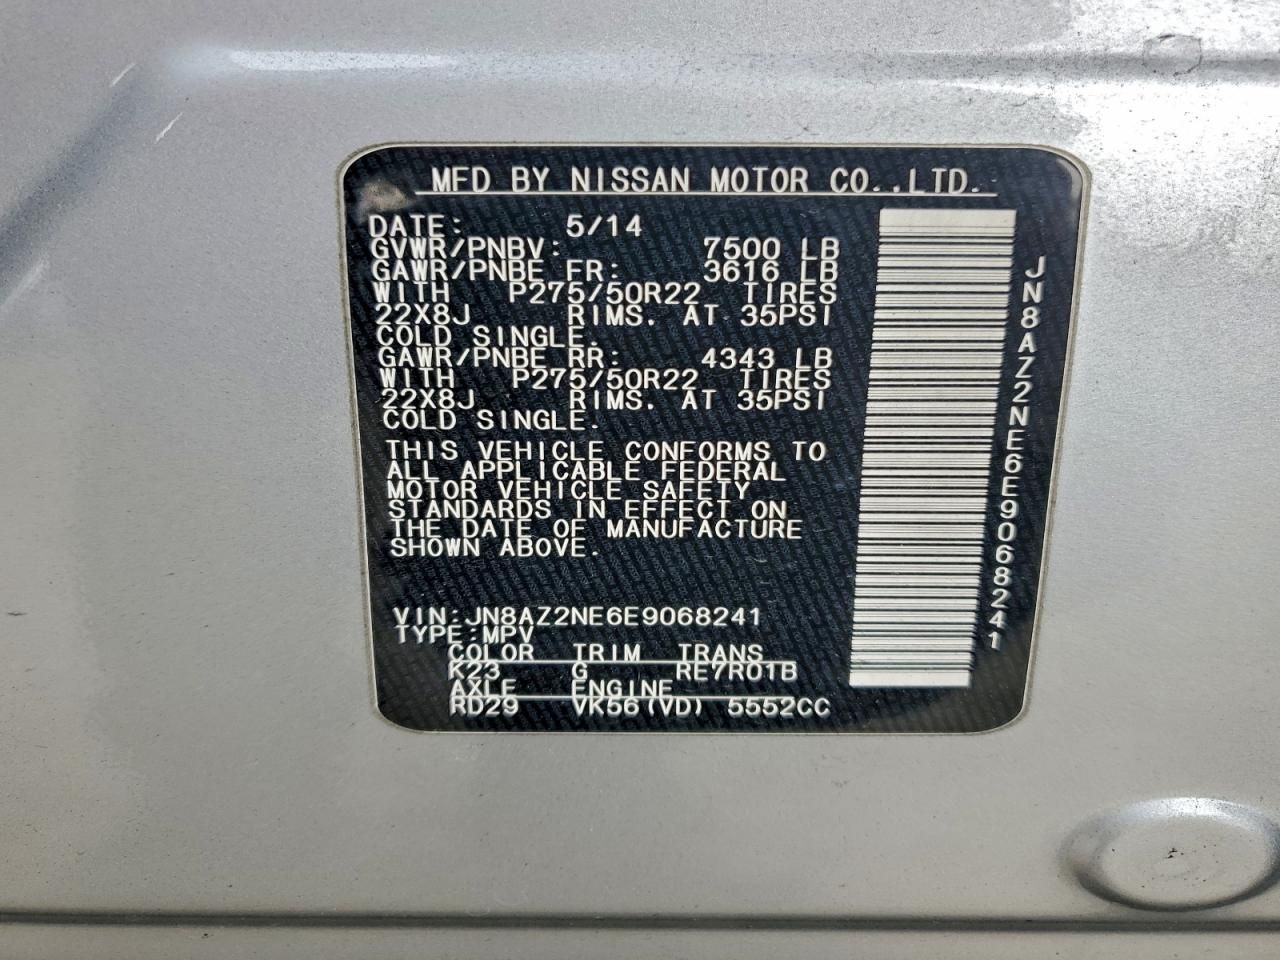 MFD BY NISSAN MOTOR CO.,LTD.
DATE: 5/14
GVWR/PNBV: 7500 LB
GAWR/PNBE FR: 3616 LB
WITH P275/50R22 TIRES
22X8J RIMS. AT 35PSI
COLD SINGLE.
GAWR/PNBE RR: 4343 LB
WITH P275/50R22 TIRES
22X8J RIMS. AT 35PSI
COLD SINGLE.
THIS VEHICLE CONFORMS TO
ALL APPLICABLE FEDERAL
MOTOR VEHICLE SAFETY
STANDARDS IN EFFECT ON
THE DATE OF MANUFACTURE
SHOWN ABOVE.
VIN:JN8AZ2NE6E9068241
TYPE:MPV
COLOR TRIM TRANS
K23 G RE7R01B
AXLE ENGINE
RD29 VK56(VD) 5552CC
JN8AZ2NE6E9068241